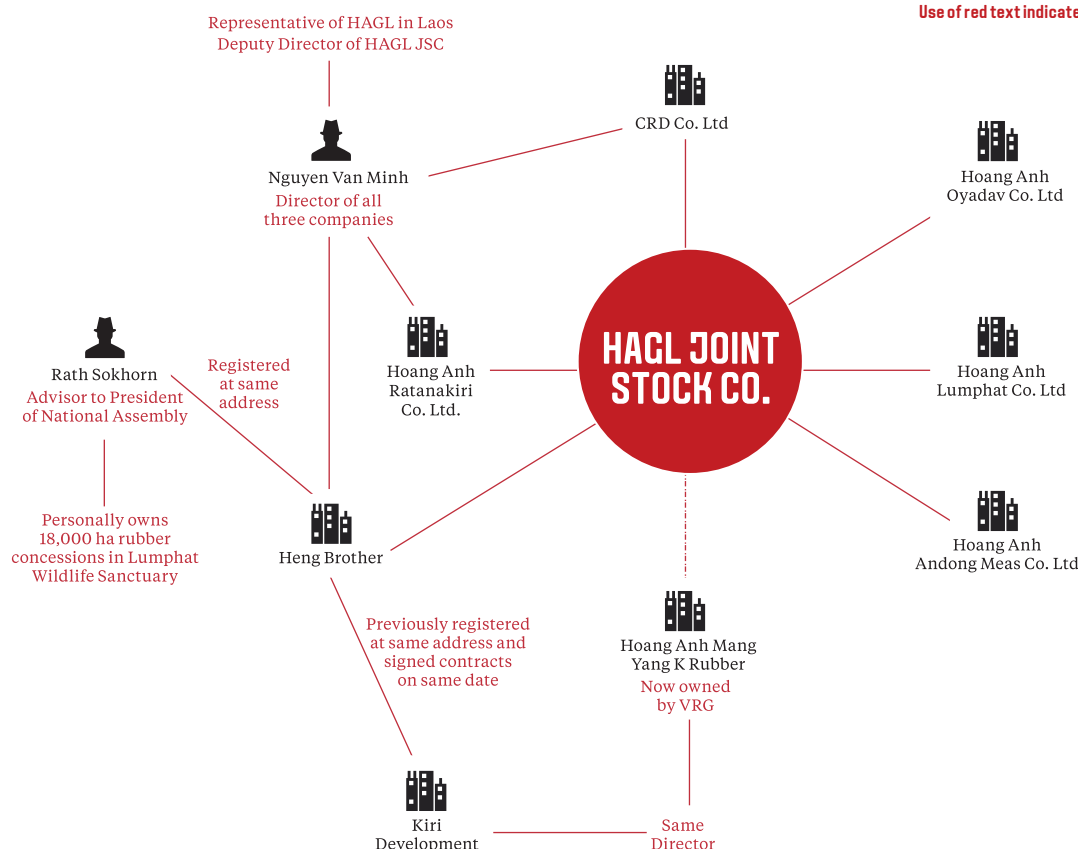 Use of red text indicate
Representative of HAGL in Laos
Deputy Director of HAGL JSC
CRD Co. Ltd
Nguyen Van Minh
Director of all
three companies
Hoang Anh
Oyadav Co. Ltd
HAGL JOINT
STOCK CO.
Rath Sokhorn
Advisor to President
of National Assembly
Registered
at same
address
Hoang Anh
Ratanakiri
Co. Ltd.
Hoang Anh
Lumphat Co. Ltd
Personally owns
18,000 ha rubber
concessions in Lumphat
Wildlife Sanctuary
Heng Brother
Hoang Anh
Andong Meas Co. Ltd
Previously registered
at same address and
signed contracts
on same date
Hoang Anh Mang
Yang K Rubber
Now owned
by VRG
Kiri
Development
Same
Director